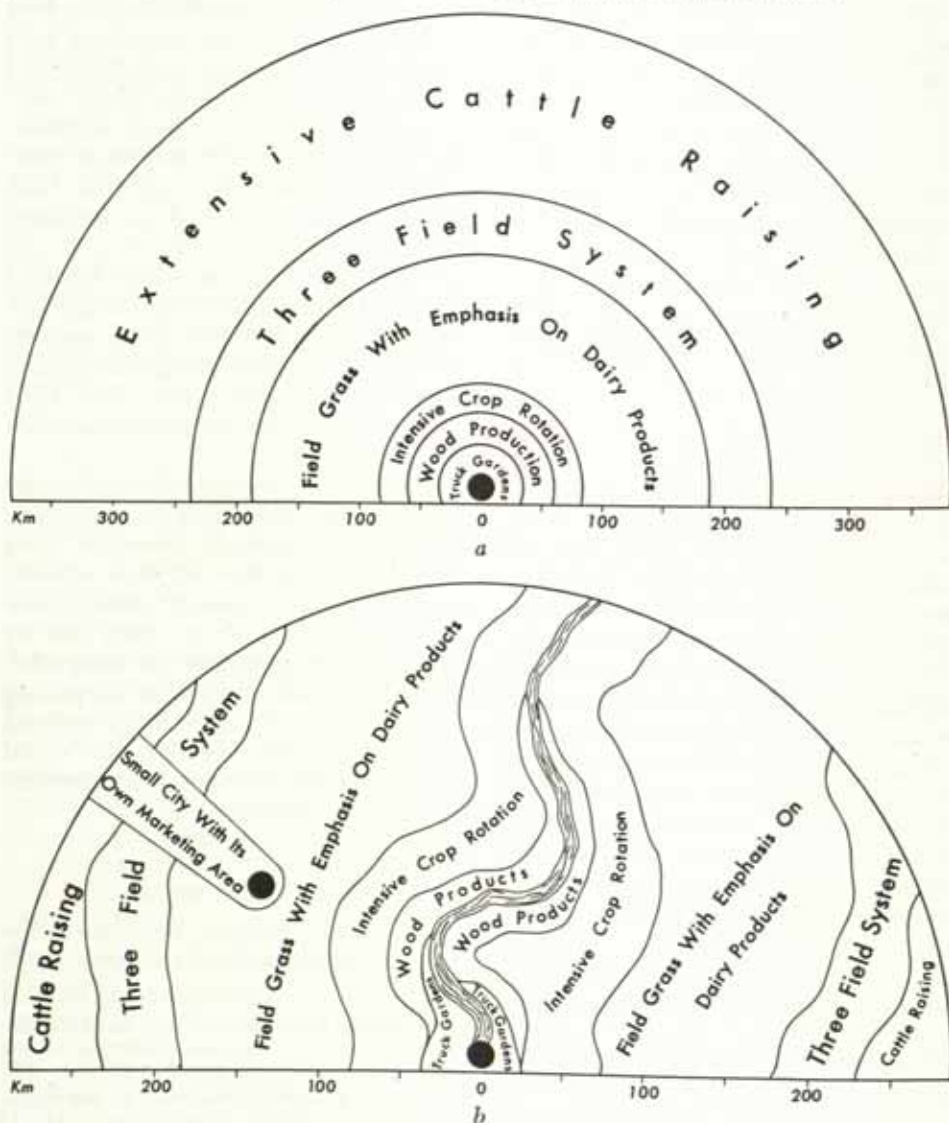 Extensive Cattle Raising
Three Field System
Field Grass With Emphasis On Dairy Products
Intensive Crop Rotation
Wood Production
Truck Gardens
Km 300 200 100 0 100 200 300
a
Small City With Its
Own Marketing Area
Cattle Raising
Three Field
System
Field Grass With Emphasis On Dairy Products
Intensive Crop Rotation
Wood Products
Truck Gardens
Truck Gardens
Wood Products
Intensive Crop Rotation
Field Grass With Emphasis On
Dairy Products
Three Field System
Cattle Raising
Km 200 100 0 100 200
b